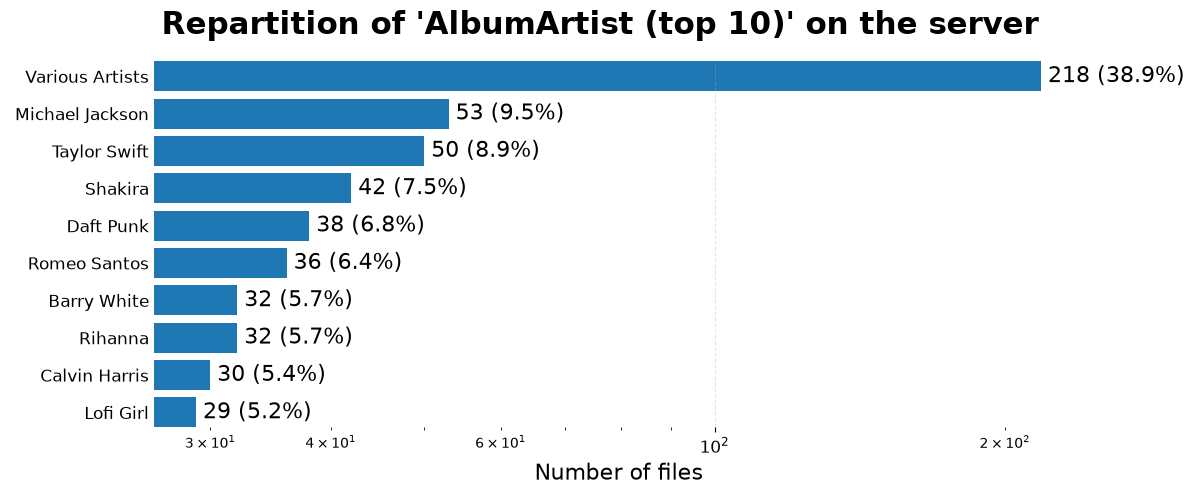 Repartition of 'AlbumArtist (top 10)' on the server
Various Artists 218 (38.9%)
Michael Jackson 53 (9.5%)
Taylor Swift 50 (8.9%)
Shakira 42 (7.5%)
Daft Punk 38 (6.8%)
Romeo Santos 36 (6.4%)
Barry White 32 (5.7%)
Rihanna 32 (5.7%)
Calvin Harris 30 (5.4%)
Lofi Girl 29 (5.2%)
3 × 10¹ 4 × 10¹ 6 × 10¹ 10² 2 × 10²
Number of files